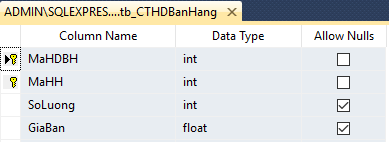 ADMIN\SQLEXPRES....tb_CTHDBanHang
Column Name Data Type Allow Nulls
MaHDBH int
MaHH int
SoLuong int
GiaBan float